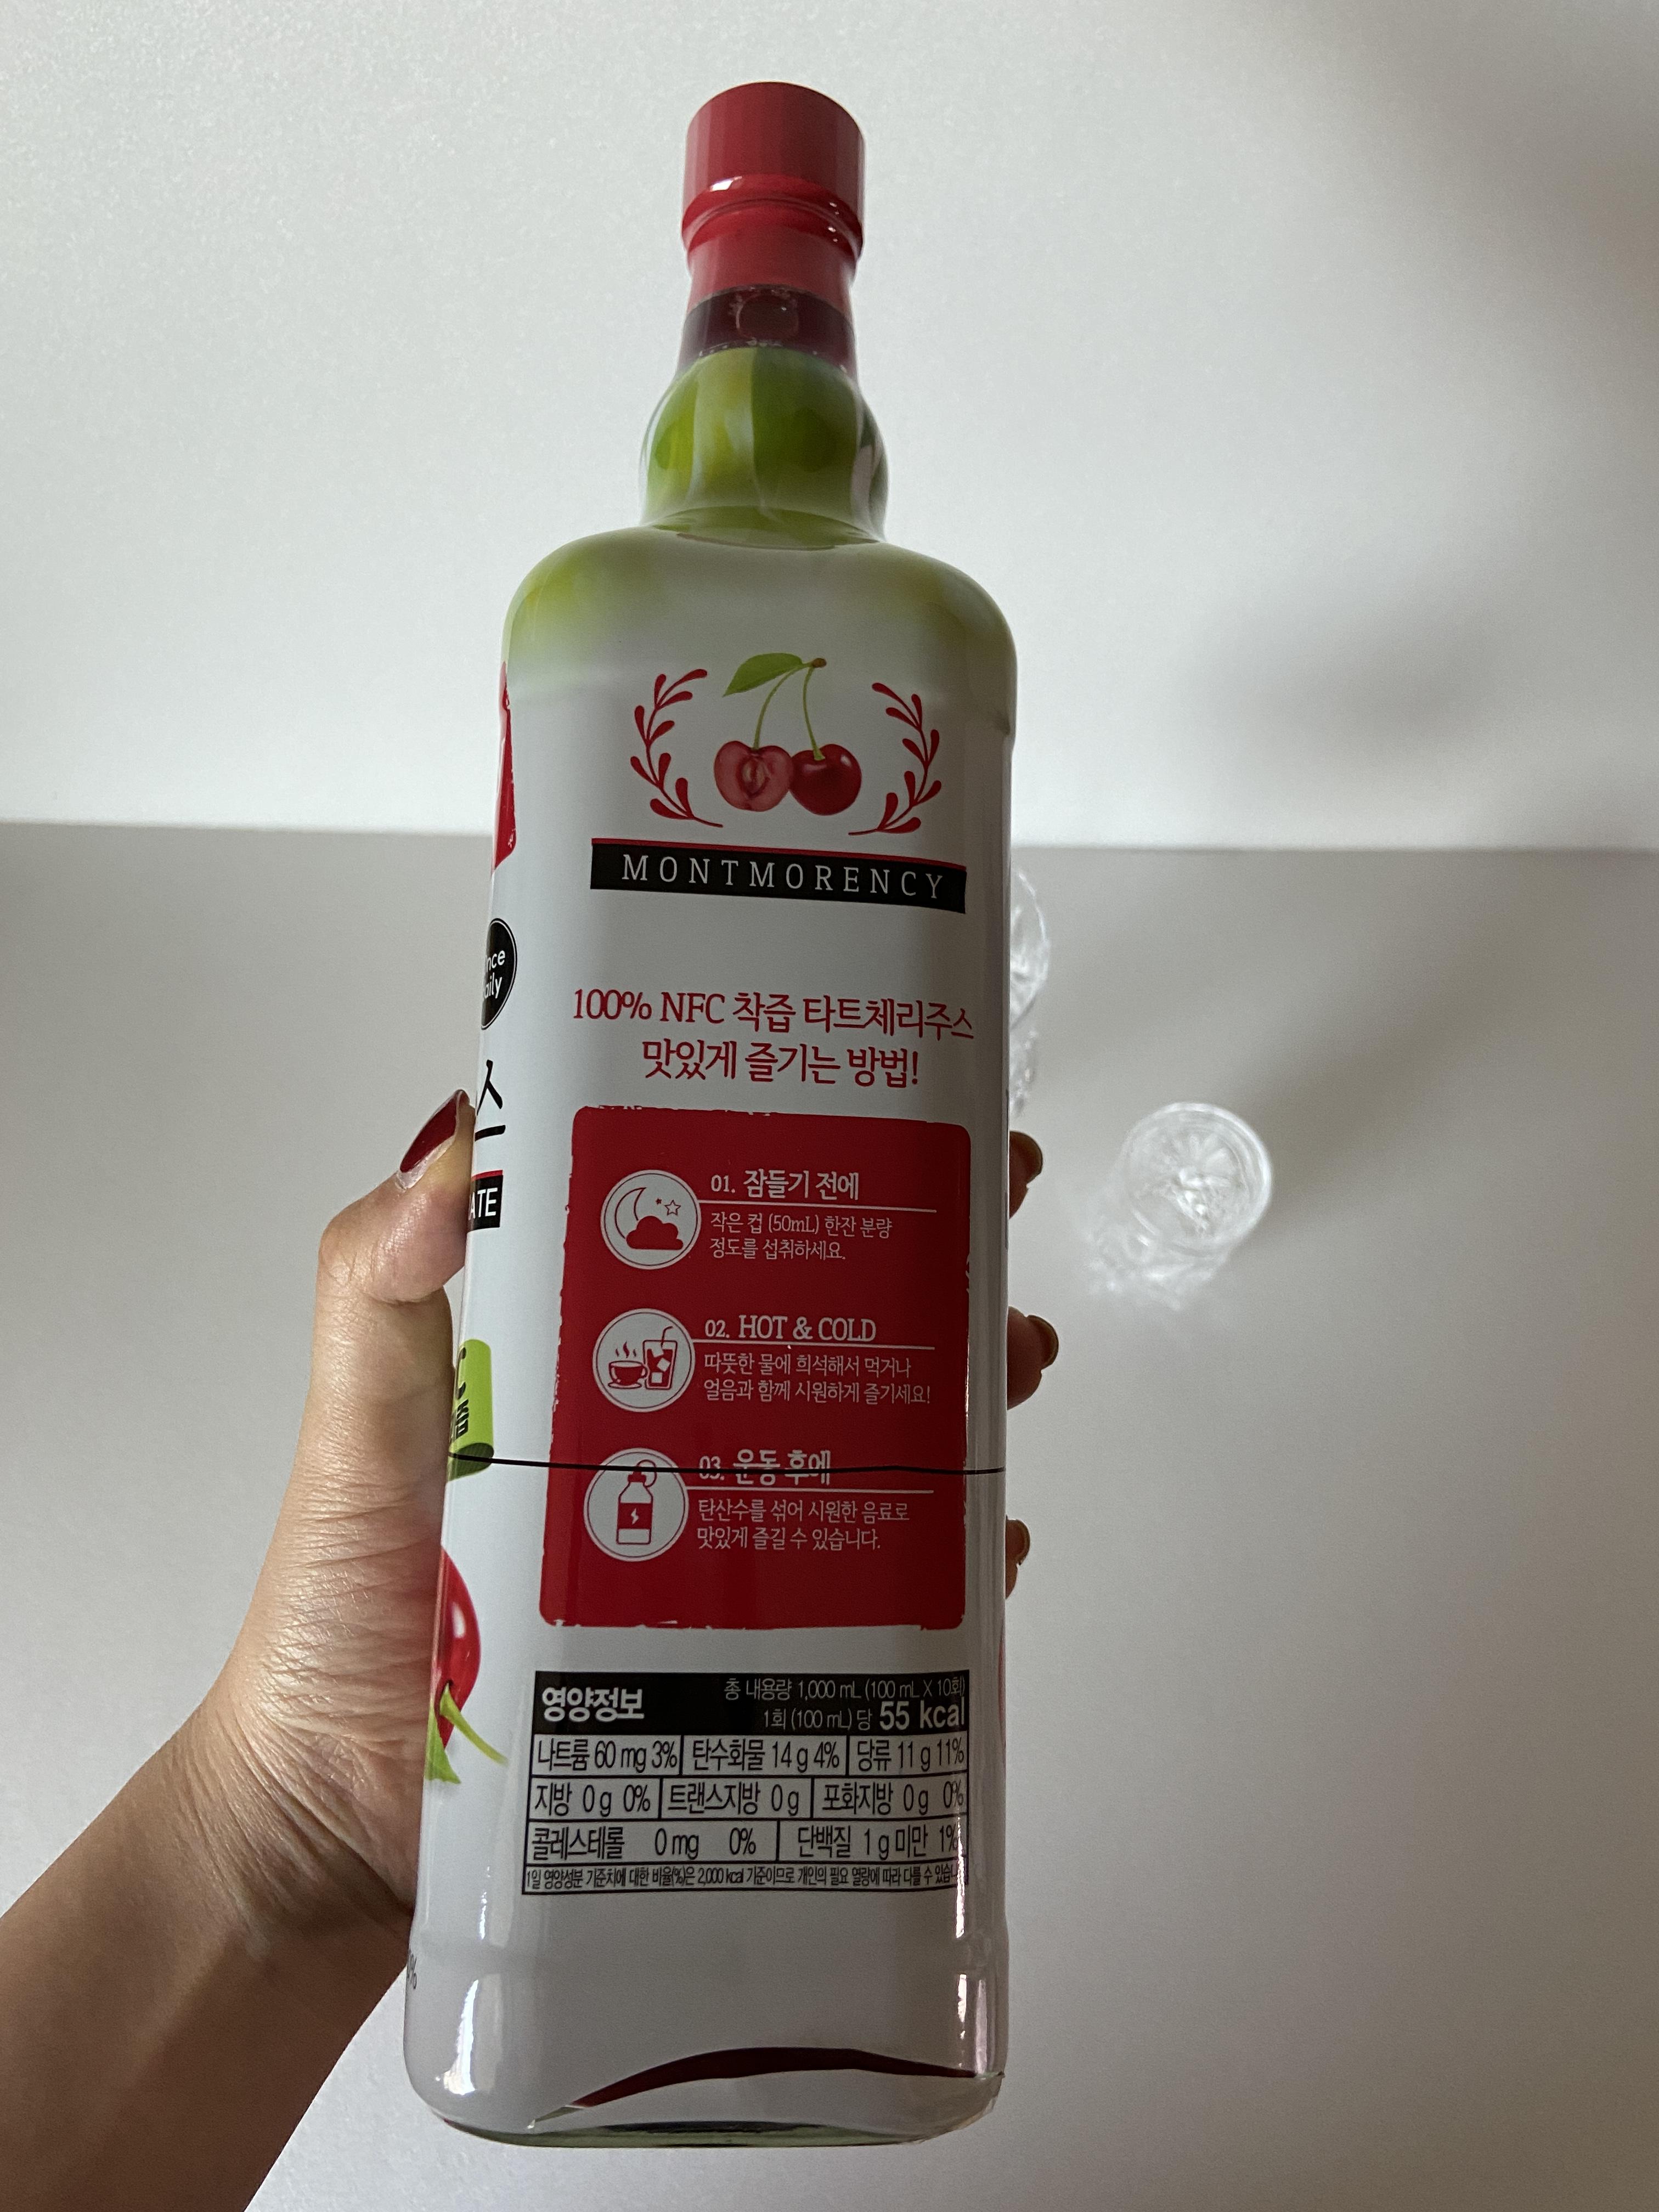 MONTMORENCY
100% NFC 착즙 타트체리주스
맛있게 즐기는 방법!
01. 잠들기 전에
작은 컵 (50mL) 한잔 분량
정도를 섭취하세요.
02. HOT & COLD
따뜻한 물에 희석해서 먹거나
얼음과 함께 시원하게 즐기세요!
03. 운동 후에
탄산수를 섞어 시원한 음료로
맛있게 즐길 수 있습니다.
영양정보
총 내용량 1,000 mL (100 mL X 10회)
1회 (100 mL) 당 55 kcal
나트륨 60 mg 3% 탄수화물 14 g 4% 당류 11 g 11%
지방 0 g 0% 트랜스지방 0 g 포화지방 0 g 0%
콜레스테롤 0 mg 0% 단백질 1 g 미만 1%
1일 영양성분 기준치에 대한 비율(%)은 2,000 kcal 기준이므로 개인의 필요 열량에 따라 다를 수
nce
aily
스
ATE